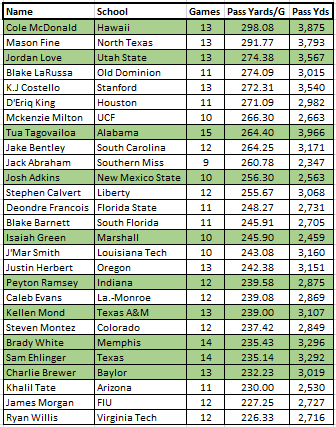 Name School Games Pass Yards/G Pass Yds
Cole McDonald Hawaii 13 298.08 3,875
Mason Fine North Texas 13 291.77 3,793
Jordan Love Utah State 13 274.38 3,567
Blake LaRussa Old Dominion 11 274.09 3,015
K.J Costello Stanford 13 272.31 3,540
D'Eriq King Houston 11 271.09 2,982
Mckenzie Milton UCF 10 266.30 2,663
Tua Tagovailoa Alabama 15 264.40 3,966
Jake Bentley South Carolina 12 264.25 3,171
Jack Abraham Southern Miss 9 260.78 2,347
Josh Adkins New Mexico State 10 256.30 2,563
Stephen Calvert Liberty 12 255.67 3,068
Deondre Francois Florida State 11 248.27 2,731
Blake Barnett South Florida 11 245.91 2,705
Isaiah Green Marshall 10 245.90 2,459
J'Mar Smith Louisiana Tech 10 243.08 3,160
Justin Herbert Oregon 13 242.38 3,151
Peyton Ramsey Indiana 12 239.58 2,875
Caleb Evans La.-Monroe 12 239.08 2,869
Kellen Mond Texas A&M 13 239.00 3,107
Steven Montez Colorado 12 237.42 2,849
Brady White Memphis 14 235.43 3,296
Sam Ehlinger Texas 14 235.14 3,292
Charlie Brewer Baylor 13 232.23 3,019
Khalil Tate Arizona 11 230.00 2,530
James Morgan FIU 12 227.25 2,727
Ryan Willis Virginia Tech 12 226.33 2,716